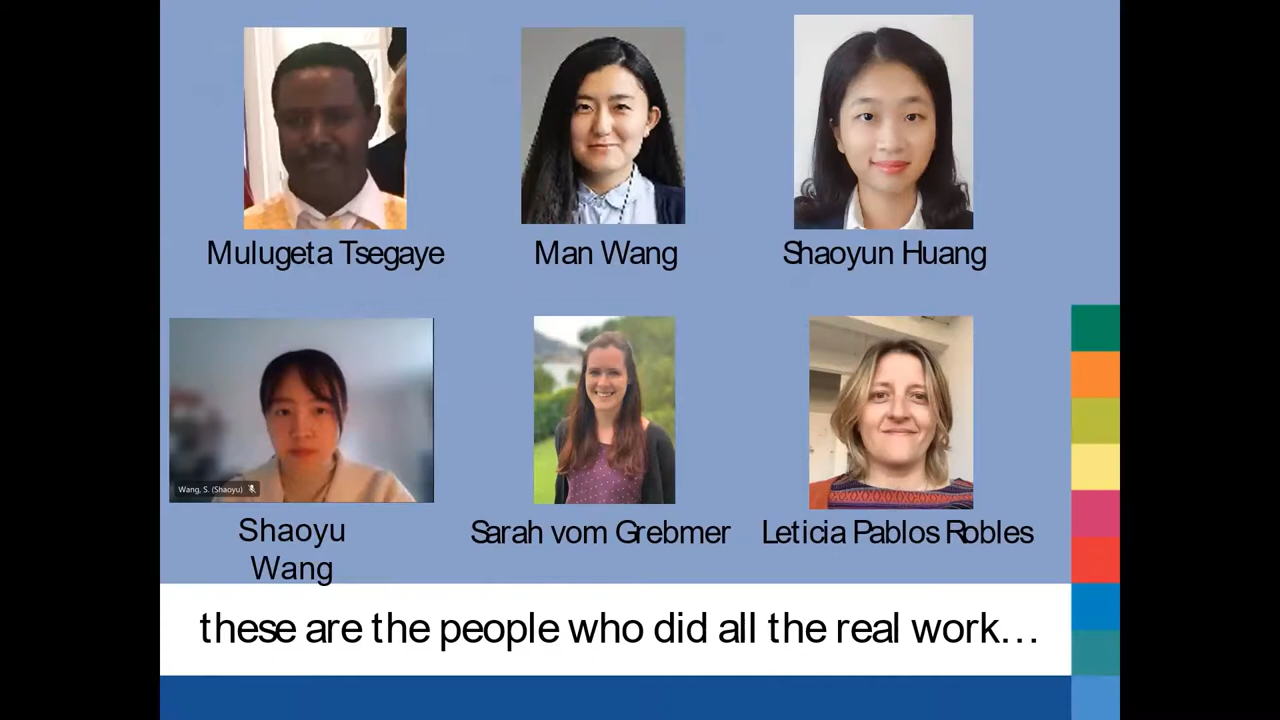 Mulugeta Tsegaye
Man Wang
Shaoyun Huang
Wang, S. (Shaoyu)
Shaoyu
Wang
Sarah vom Grebmer
Leticia Pablos Robles
these are the people who did all the real work…